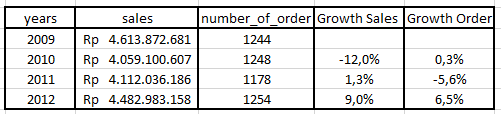 years sales number_of_order Growth Sales Growth Order
2009 Rp 4.613.872.681 1244
2010 Rp 4.059.100.607 1248 -12,0% 0,3%
2011 Rp 4.112.036.186 1178 1,3% -5,6%
2012 Rp 4.482.983.158 1254 9,0% 6,5%